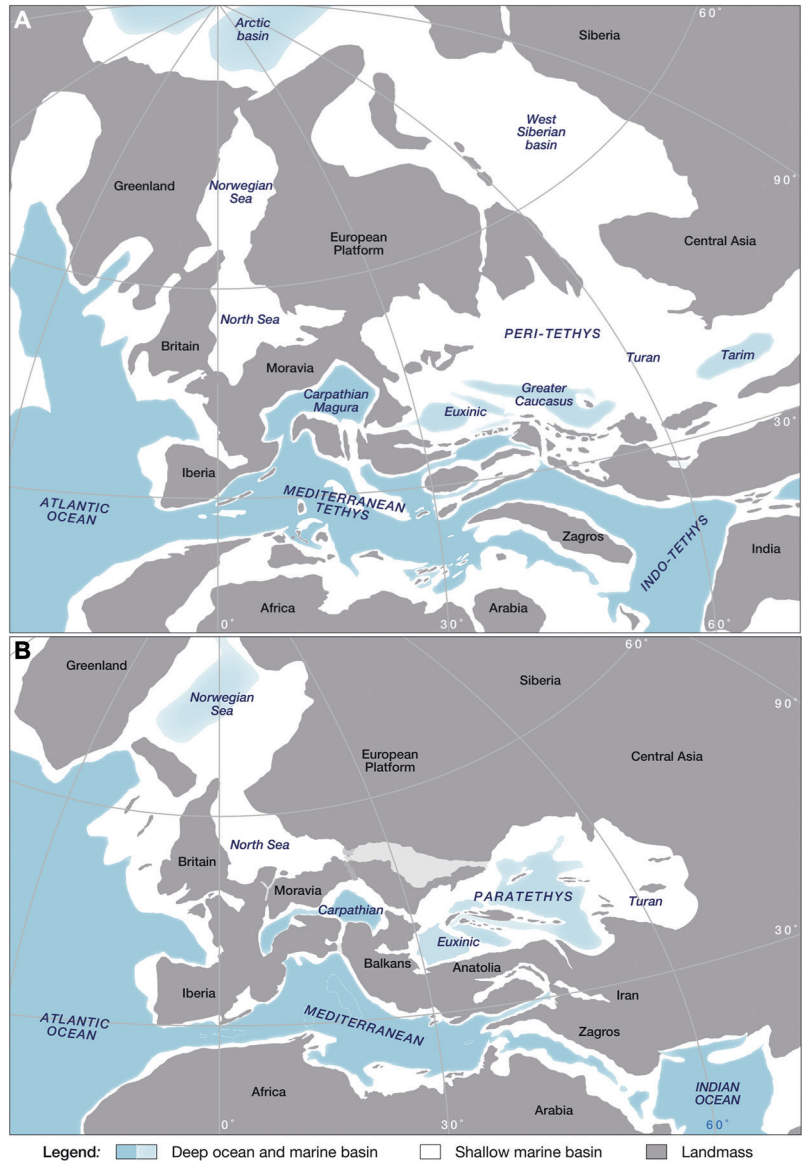 A
Arctic
basin
60°
Siberia
West
Siberian
basin
90°
Greenland
Norwegian
Sea
European
Platform
Central Asia
North Sea
PERI-TETHYS
Britain
Turan
Tarim
Moravia
Carpathian
Magura
Greater
Caucasus
Euxinic
30°
Iberia
MEDITERRANEAN
TETHYS
ATLANTIC
OCEAN
Zagros
INDO-TETHYS
India
Africa
Arabia
0°
30°
60°
B
60°
Greenland
Siberia
Norwegian
Sea
90°
European
Platform
Central Asia
North Sea
Britain
Moravia
PARATETHYS
Carpathian
Turan
Euxinic
30°
Balkans
Anatolia
Iberia
Iran
ATLANTIC
OCEAN
MEDITERRANEAN
Zagros
Africa
INDIAN
OCEAN
Arabia
0°
30°
60°
Legend: Deep ocean and marine basin Shallow marine basin Landmass